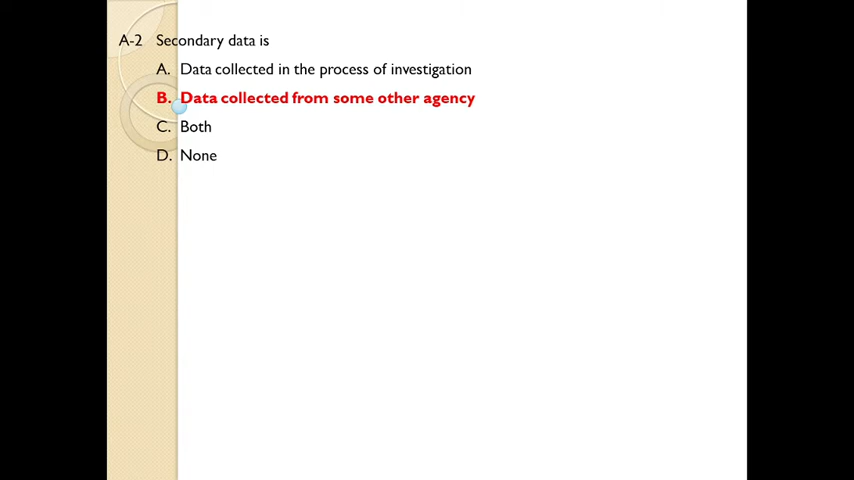 A-2 Secondary data is
A. Data collected in the process of investigation
B. Data collected from some other agency
C. Both
D. None